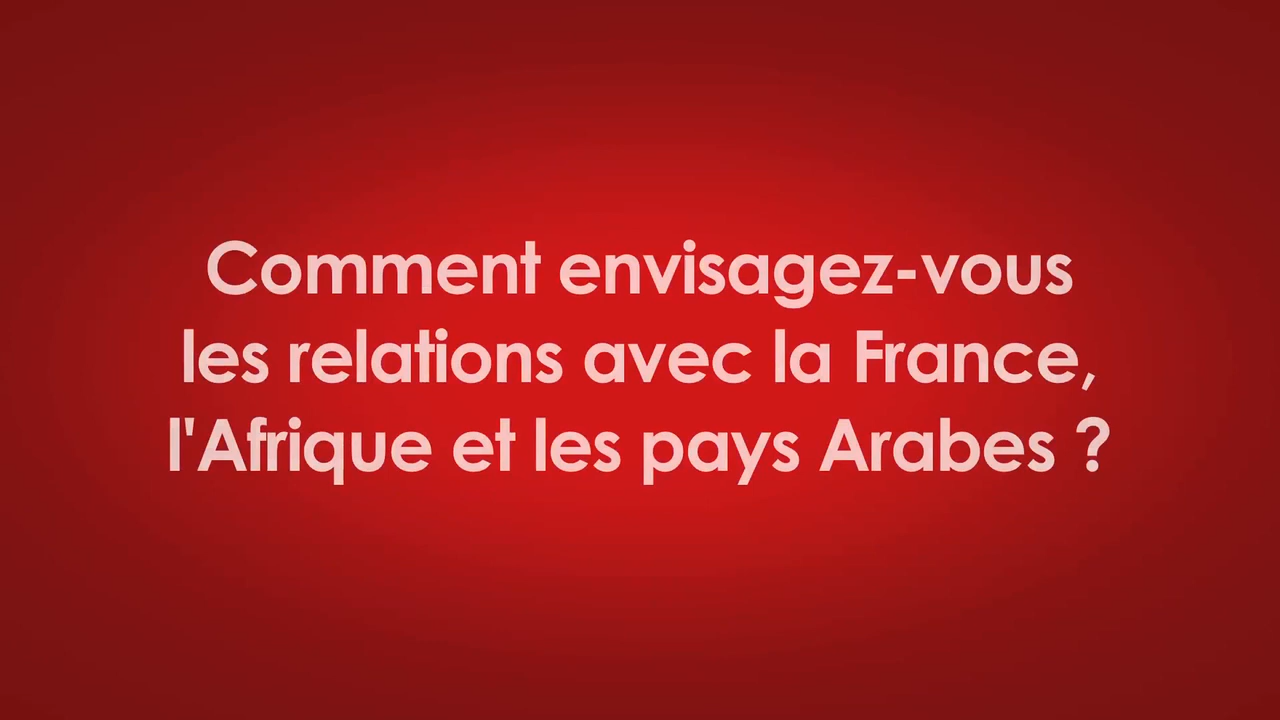 Comment envisagez-vous
les relations avec la France,
l'Afrique et les pays Arabes ?